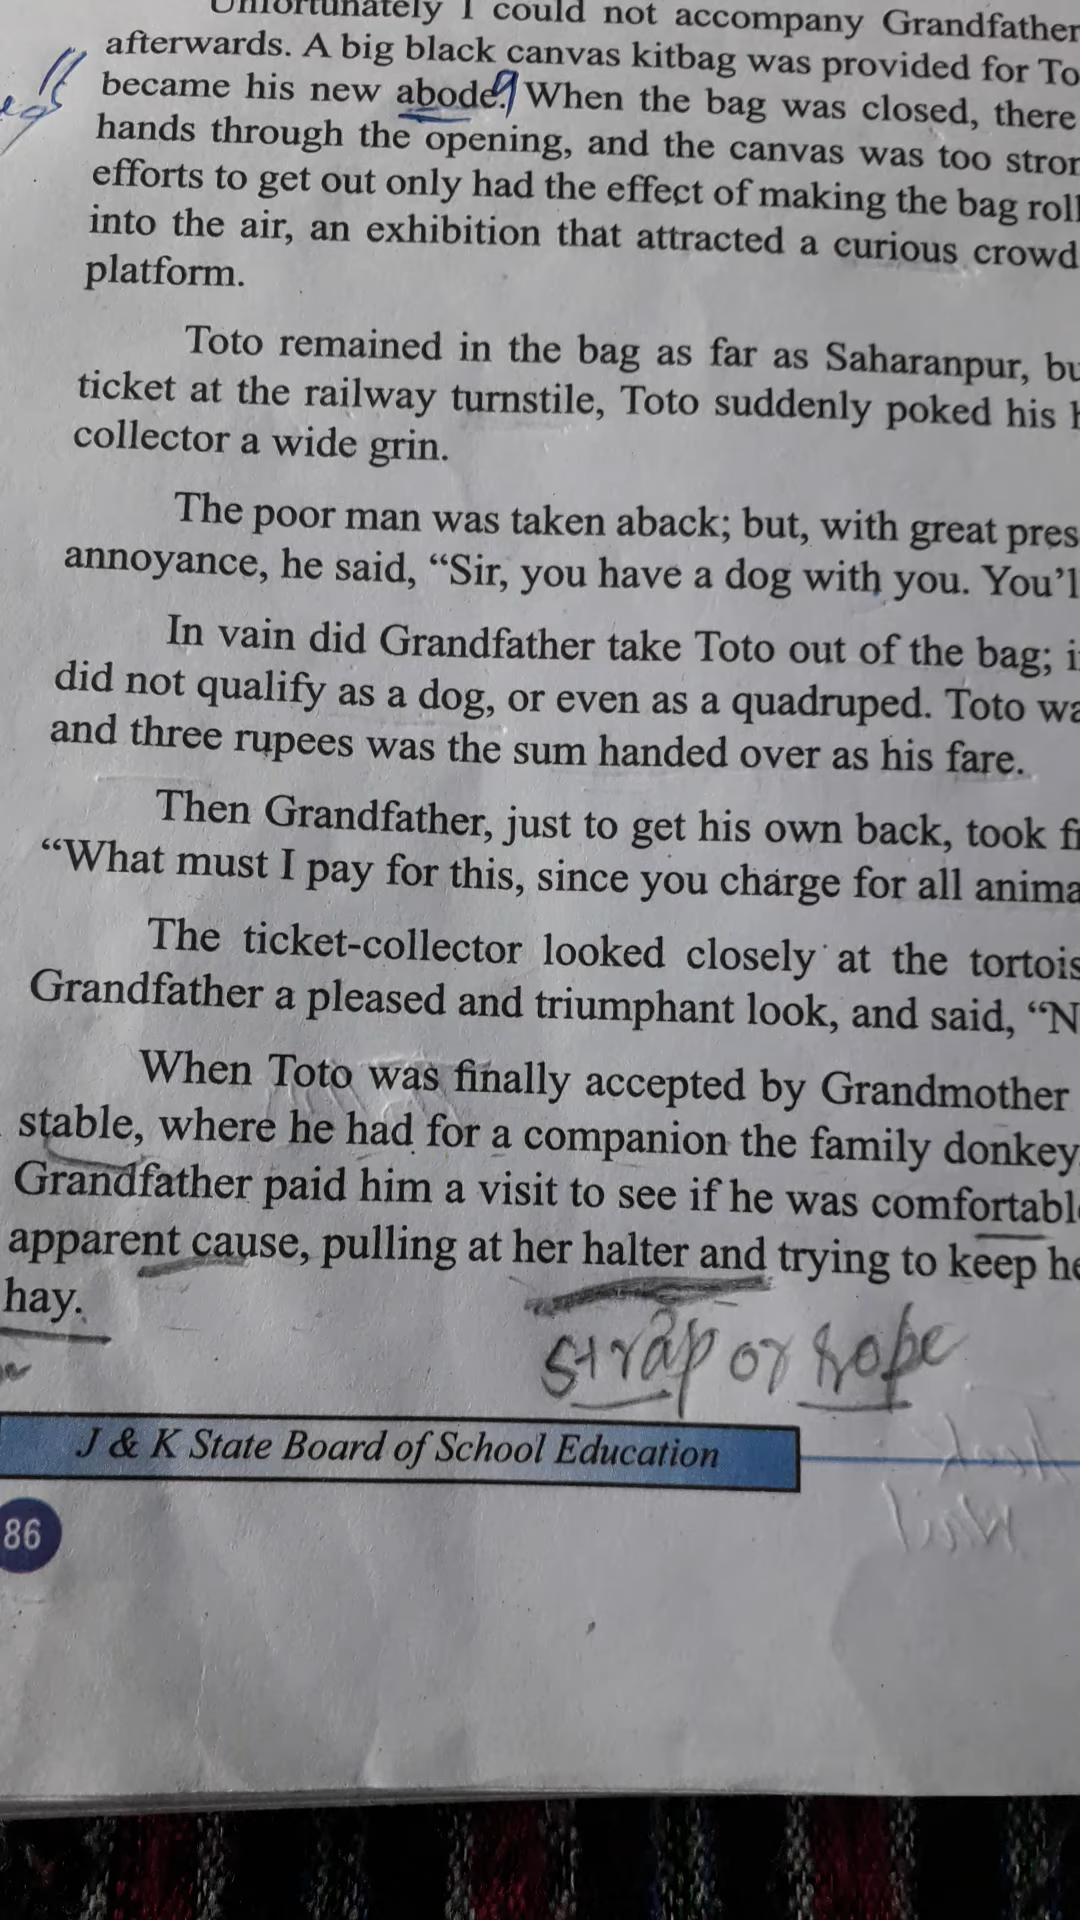 Unfortunately I could not accompany Grandfather
afterwards. A big black canvas kitbag was provided for To
became his new abode. When the bag was closed, there
hands through the opening, and the canvas was too stron
efforts to get out only had the effect of making the bag roll
into the air, an exhibition that attracted a curious crowd
platform.
Toto remained in the bag as far as Saharanpur, bu
ticket at the railway turnstile, Toto suddenly poked his h
collector a wide grin.
The poor man was taken aback; but, with great pres
annoyance, he said, “Sir, you have a dog with you. You’l
In vain did Grandfather take Toto out of the bag; i
did not qualify as a dog, or even as a quadruped. Toto wa
and three rupees was the sum handed over as his fare.
Then Grandfather, just to get his own back, took f
“What must I pay for this, since you charge for all anima
The ticket-collector looked closely at the tortois
Grandfather a pleased and triumphant look, and said, “N
When Toto was finally accepted by Grandmother
stable, where he had for a companion the family donkey
Grandfather paid him a visit to see if he was comfortabl
apparent cause, pulling at her halter and trying to keep he
hay.
strap or rope
J & K State Board of School Education
86